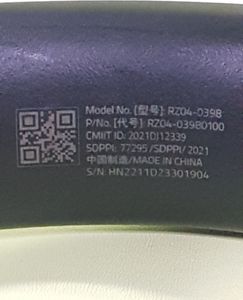 Model No. [型号]: RZ04-0398
P/No. [代号]: RZ04-03980100
CMIIT ID: 2021DJ12339
SDPPI: 77295/SDPPI/2021
中国制造/MADE IN CHINA
S/N: HN2211D23301904